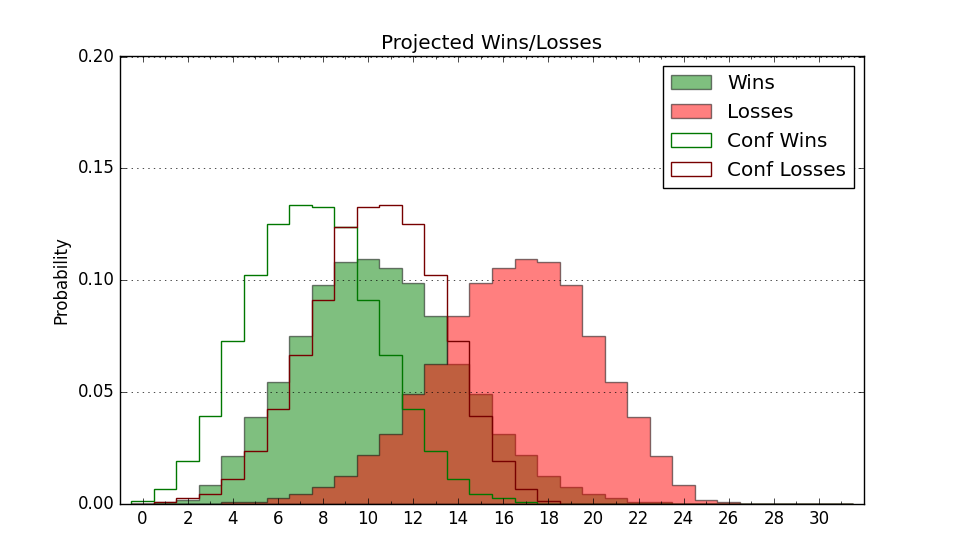 Projected Wins/Losses
0.20
0.15
0.10
0.05
0.00
Probability
Wins
Losses
Conf Wins
Conf Losses
0 2 4 6 8 10 12 14 16 18 20 22 24 26 28 30